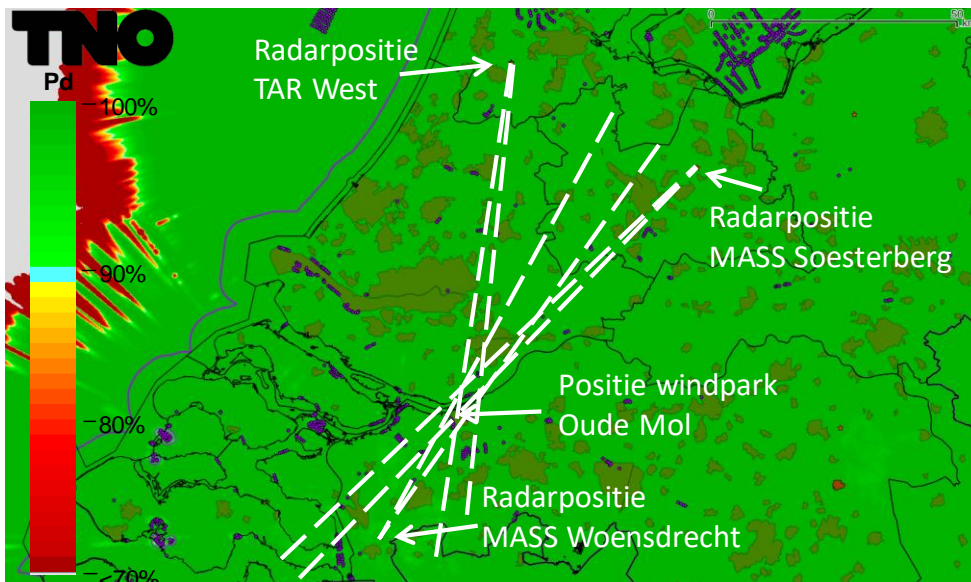 TNO
Pd
100%
90%
80%
<70%
0
50
km
Radarpositie
TAR West
Radarpositie
MASS Soesterberg
Positie windpark
Oude Mol
Radarpositie
MASS Woensdrecht